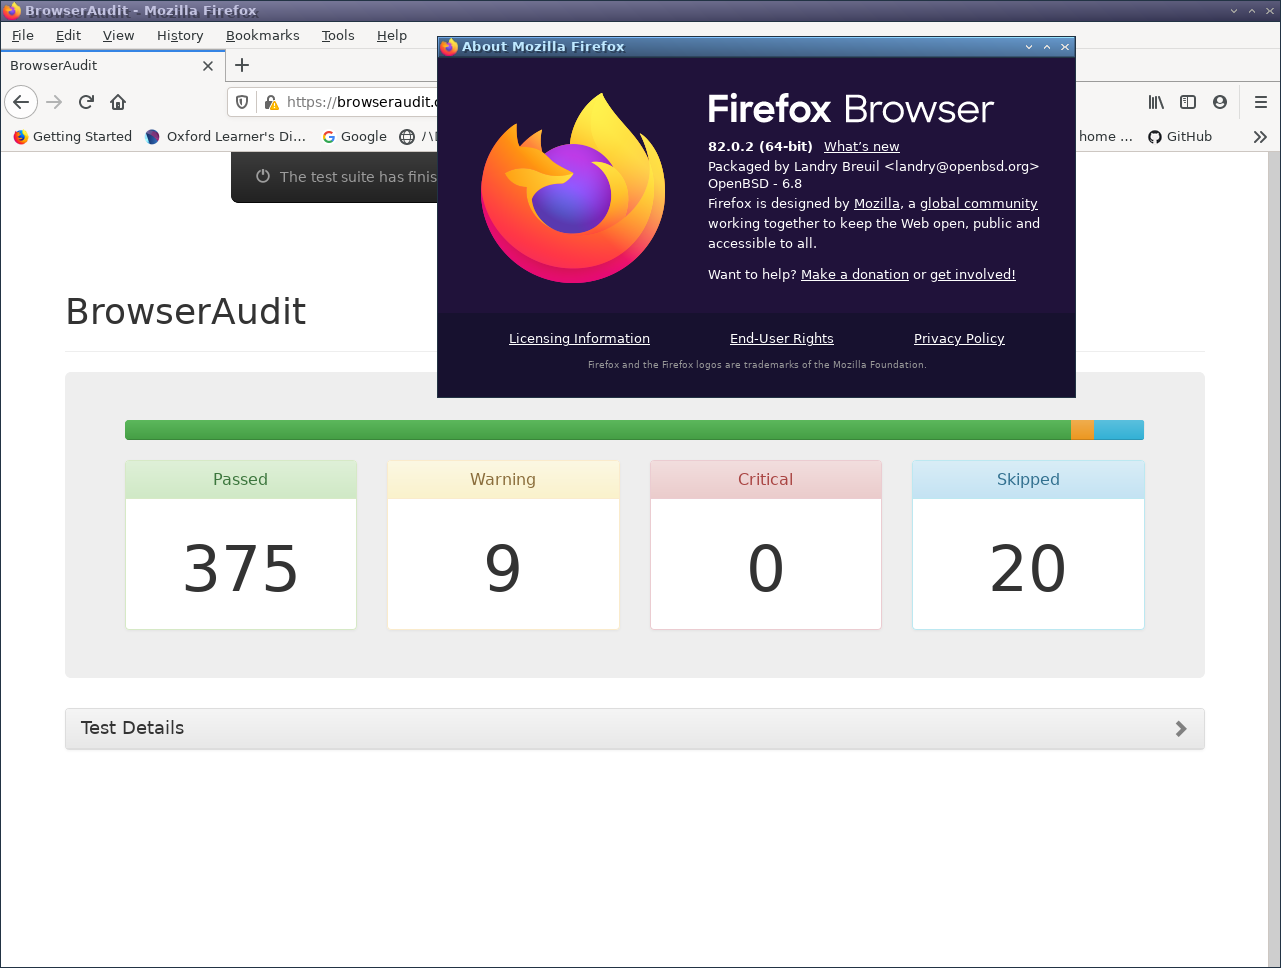 BrowserAudit - Mozilla Firefox
File Edit View History Bookmarks Tools Help
About Mozilla Firefox
BrowserAudit
https://browseraudit.
Getting Started Oxford Learner's Di... Google home ... GitHub
Firefox Browser
82.0.2 (64-bit) What's new
Packaged by Landry Breuil <landry@openbsd.org>
OpenBSD - 6.8
Firefox is designed by Mozilla, a global community
working together to keep the Web open, public and
accessible to all.
Want to help? Make a donation or get involved!
Licensing Information End-User Rights Privacy Policy
Firefox and the Firefox logos are trademarks of the Mozilla Foundation.
The test suite has finis
BrowserAudit
Passed Warning Critical Skipped
375 9 0 20
Test Details